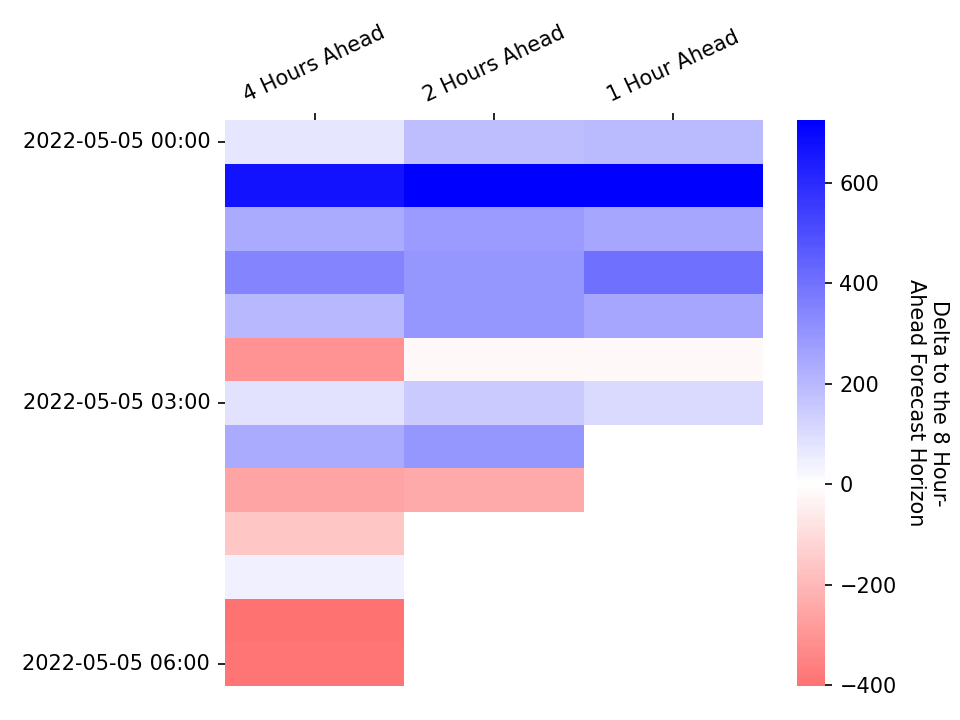 4 Hours Ahead
2 Hours Ahead
1 Hour Ahead
2022-05-05 00:00
2022-05-05 03:00
2022-05-05 06:00
600
400
200
0
−200
−400
Delta to the 8 Hour-
Ahead Forecast Horizon